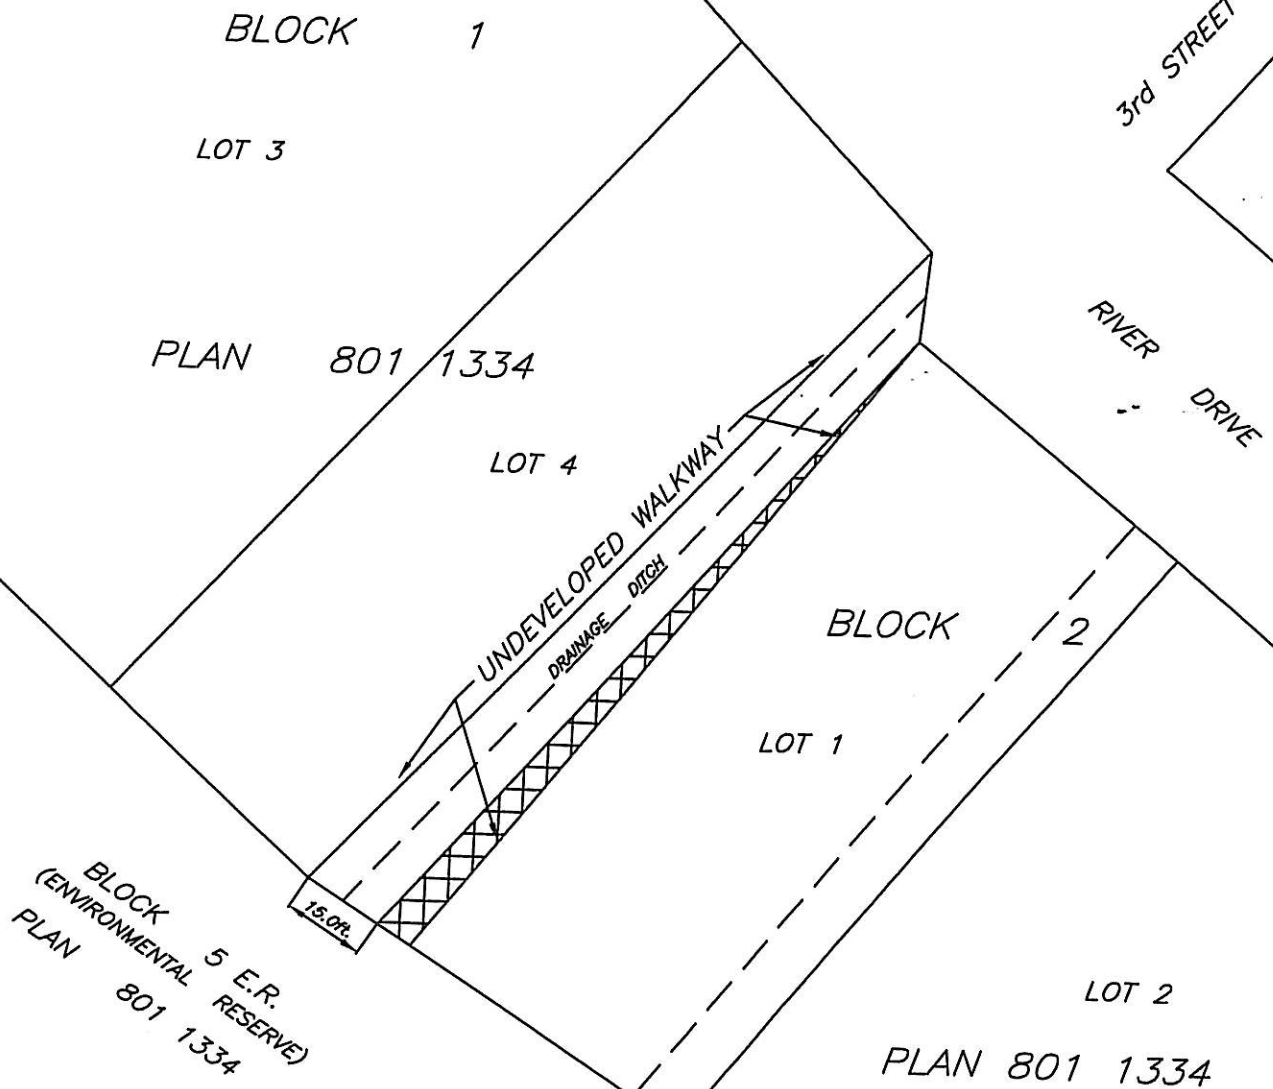 BLOCK 1
3rd STREET
LOT 3
RIVER DRIVE
PLAN 801 1334
LOT 4
UNDEVELOPED WALKWAY
DRAINAGE DITCH
BLOCK 2
LOT 1
15.0ft.
BLOCK 5 E.R.
(ENVIRONMENTAL RESERVE)
PLAN 801 1334
LOT 2
PLAN 801 1334